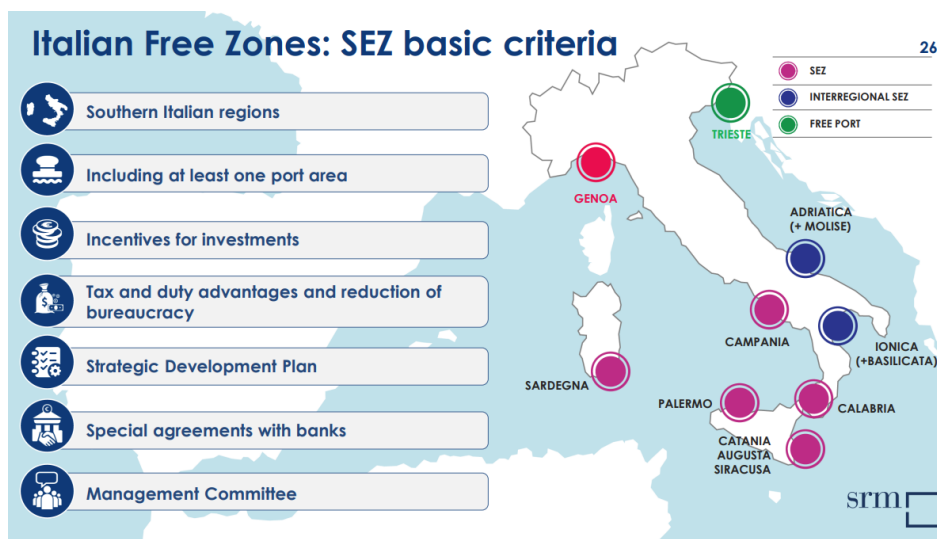 Italian Free Zones: SEZ basic criteria
26
Southern Italian regions
Including at least one port area
Incentives for investments
Tax and duty advantages and reduction of
bureaucracy
Strategic Development Plan
Special agreements with banks
Management Committee
SEZ
INTERREGIONAL SEZ
FREE PORT
TRIESTE
GENOA
ADRIATICA
(+ MOLISE)
CAMPANIA
IONICA
(+BASILICATA)
SARDEGNA
PALERMO
CALABRIA
CATANIA
AUGUSTA
SIRACUSA
srm